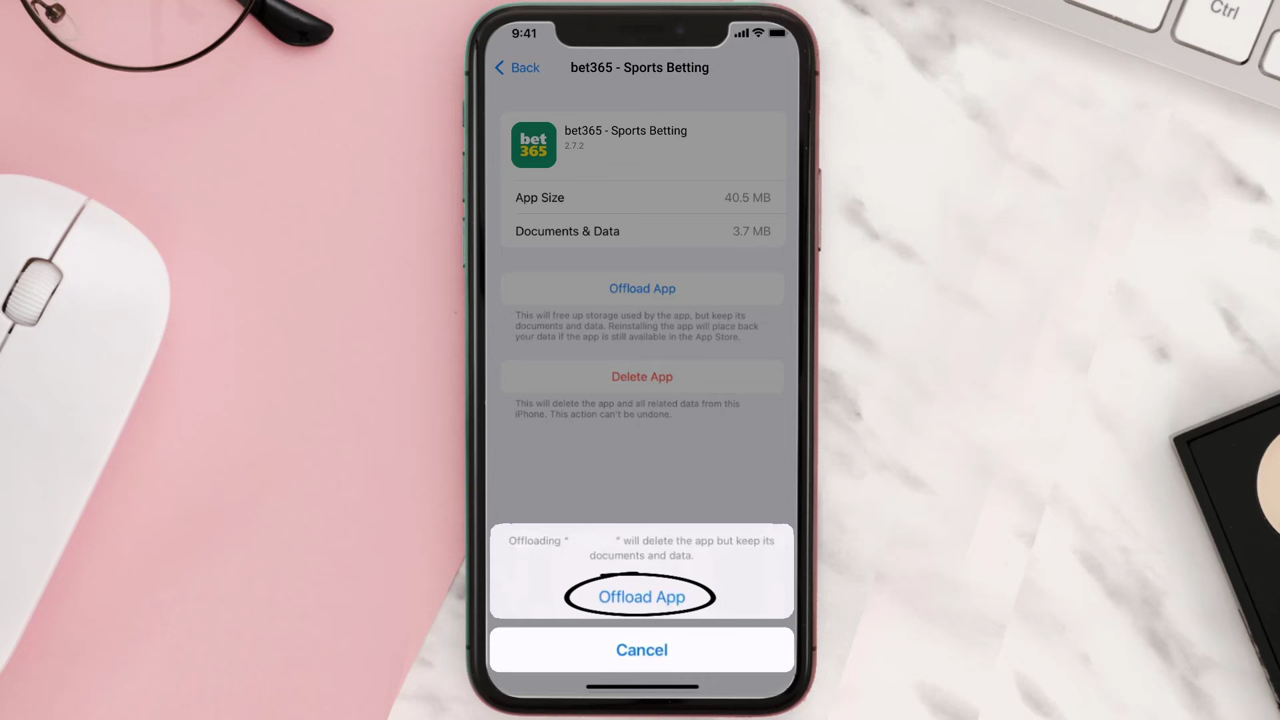 Ctrl
9:41
Back
bet365 - Sports Betting
bet
365
bet365 - Sports Betting
2.7.2
App Size 40.5 MB
Documents & Data 3.7 MB
Offload App
This will free up storage used by the app, but keep its
documents and data. Reinstalling the app will place back
your data if the app is still available in the App Store.
Delete App
This will delete the app and all related data from this
iPhone. This action can't be undone.
Offloading " " will delete the app but keep its
documents and data.
Offload App
Cancel